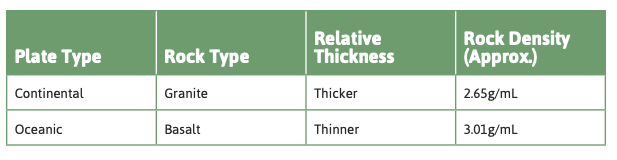 Plate Type Rock Type Relative Thickness Rock Density (Approx.)
Continental Granite Thicker 2.65g/mL
Oceanic Basalt Thinner 3.01g/mL